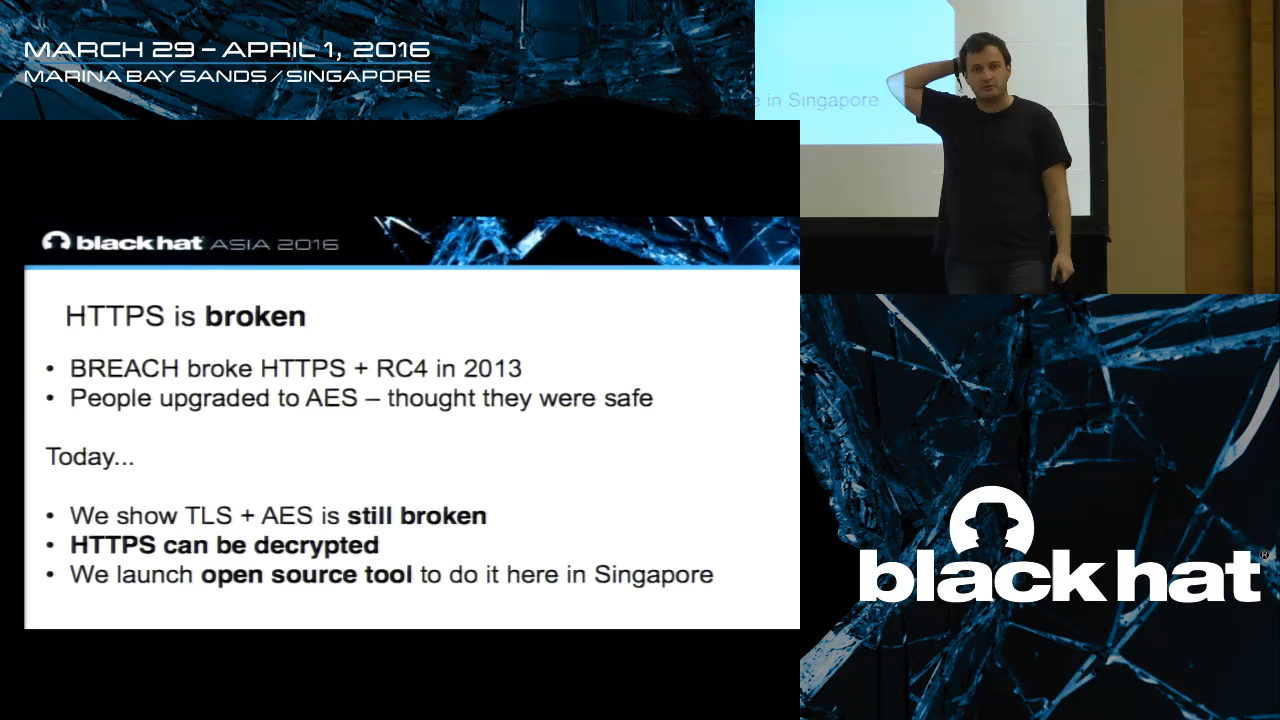 MARCH 29 – APRIL 1, 2016
MARINA BAY SANDS / SINGAPORE
e in Singapore
black hat ASIA 2016
HTTPS is broken
• BREACH broke HTTPS + RC4 in 2013
• People upgraded to AES – thought they were safe
Today...
• We show TLS + AES is still broken
• HTTPS can be decrypted
• We launch open source tool to do it here in Singapore
black hat®